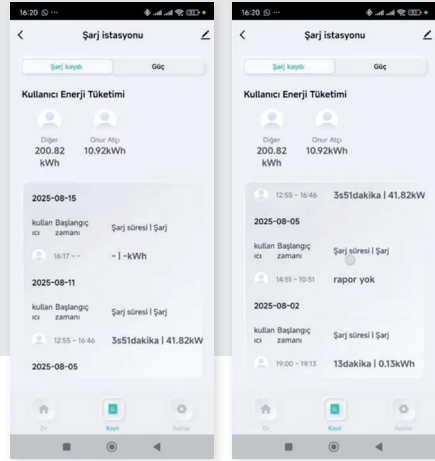 16:20
Şarj istasyonu
Şarj kaydı Güç
Kullanıcı Enerji Tüketimi
Diğer Onur Atçı
200.82 10.92kWh
kWh
2025-08-15
kullan Başlangıç
ıcı zamanı Şarj süresi | Şarj
16:17 - - - | -kWh
2025-08-11
kullan Başlangıç
ıcı zamanı Şarj süresi | Şarj
12:55 - 16:46 3s51dakika | 41.82kW
2025-08-05
Ev Kayıt Ayarlar
16:20
Şarj istasyonu
Şarj kaydı Güç
Kullanıcı Enerji Tüketimi
Diğer Onur Atçı
200.82 10.92kWh
kWh
12:55 - 16:46 3s51dakika | 41.82kW
2025-08-05
kullan Başlangıç
ıcı zamanı Şarj süresi | Şarj
14:51 - 10:51 rapor yok
2025-08-02
kullan Başlangıç
ıcı zamanı Şarj süresi | Şarj
19:00 - 19:13 13dakika | 0.13kWh
Ev Kayıt Ayarlar